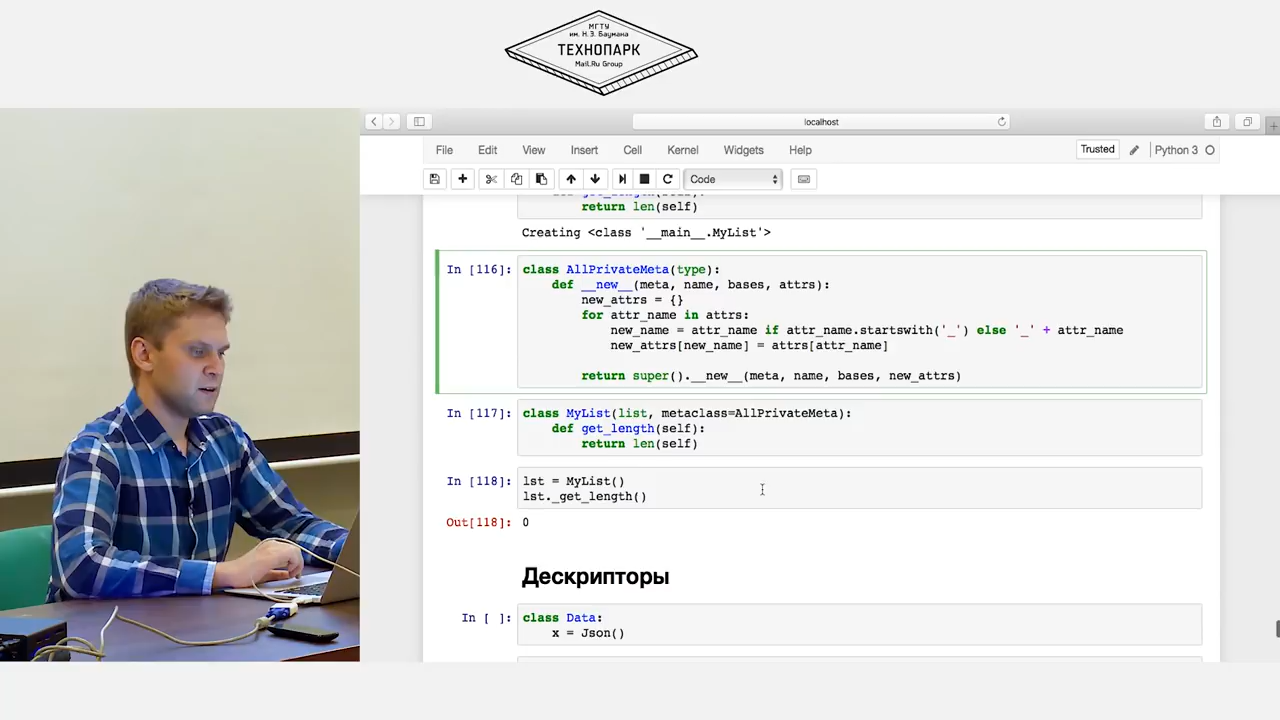 МГТУ
им. Н.Э. Баумана
ТЕХНОПАРК
Mail.Ru Group
localhost
File Edit View Insert Cell Kernel Widgets Help Trusted Python 3
Code
return len(self)
Creating <class '__main__.MyList'>
In [116]: class AllPrivateMeta(type):
def __new__(meta, name, bases, attrs):
new_attrs = {}
for attr_name in attrs:
new_name = attr_name if attr_name.startswith('_') else '_' + attr_name
new_attrs[new_name] = attrs[attr_name]
return super().__new__(meta, name, bases, new_attrs)
In [117]: class MyList(list, metaclass=AllPrivateMeta):
def get_length(self):
return len(self)
In [118]: lst = MyList()
lst._get_length()
Out[118]: 0
Дескрипторы
In [ ]: class Data:
x = Json()